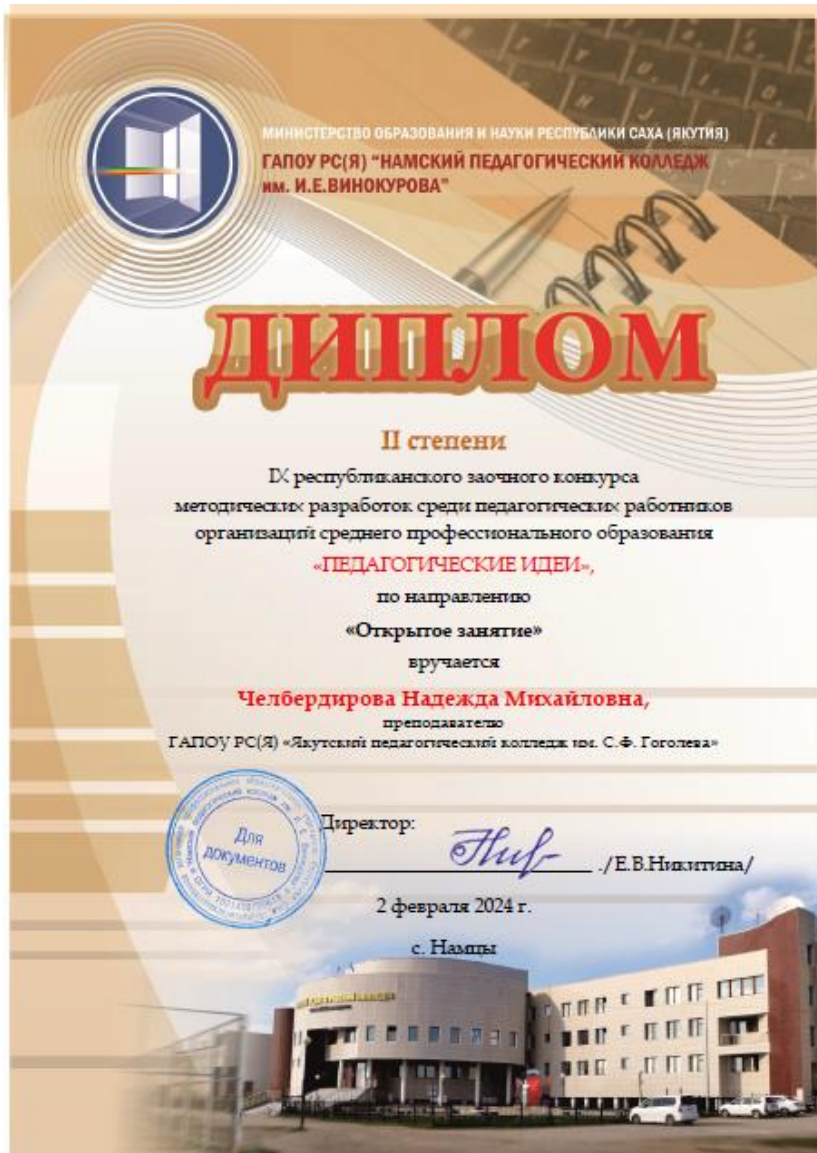 МИНИСТЕРСТВО ОБРАЗОВАНИЯ И НАУКИ РЕСПУБЛИКИ САХА (ЯКУТИЯ)
ГАПОУ РС(Я) "НАМСКИЙ ПЕДАГОГИЧЕСКИЙ КОЛЛЕДЖ
им. И.Е.ВИНОКУРОВА"
ДИПЛОМ
II степени
IX республиканского заочного конкурса
методических разработок среди педагогических работников
организаций среднего профессионального образования
«ПЕДАГОГИЧЕСКИЕ ИДЕИ»,
по направлению
«Открытое занятие»
вручается
Челбердирова Надежда Михайловна,
преподавателю
ГАПОУ РС(Я) «Якутский педагогический колледж им. С.Ф. Гоголева»
Для
документов
Директор:
./Е.В.Никитина/
2 февраля 2024 г.
с. Намцы